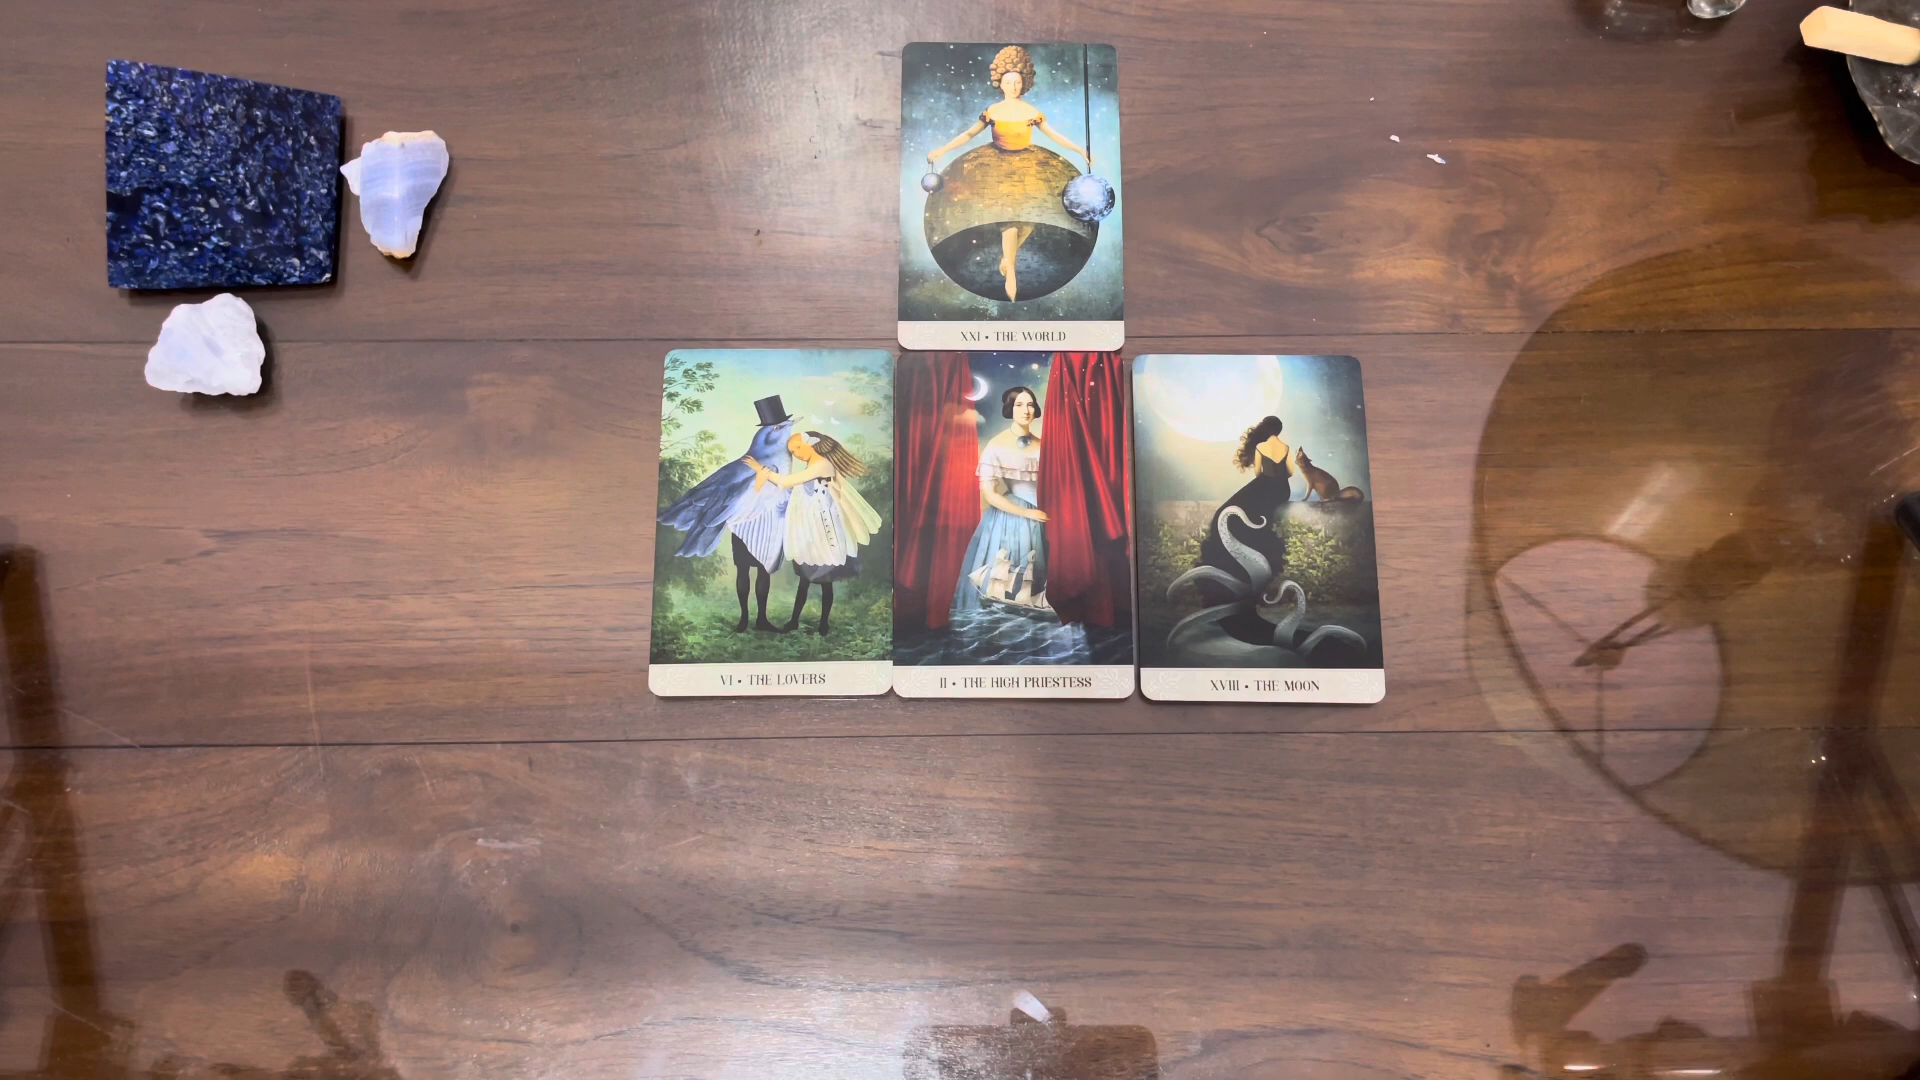 XXI • THE WORLD
VI • THE LOVERS
II • THE HIGH PRIESTESS
XVIII • THE MOON